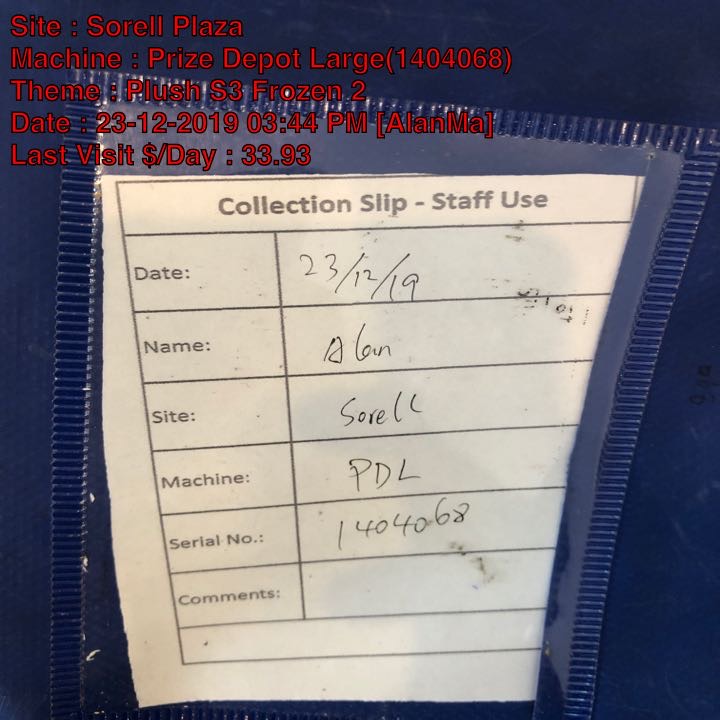 Site : Sorell Plaza
Machine : Prize Depot Large(1404068)
Theme : Plush S3 Frozen 2
Date : 23-12-2019 03:44 PM [AlanMa]
Last Visit $/Day : 33.93
Collection Slip - Staff Use
Date: 23/12/19
Name: Alan
Site: Sorell
Machine: PDL
Serial No.: 1404068
Comments: